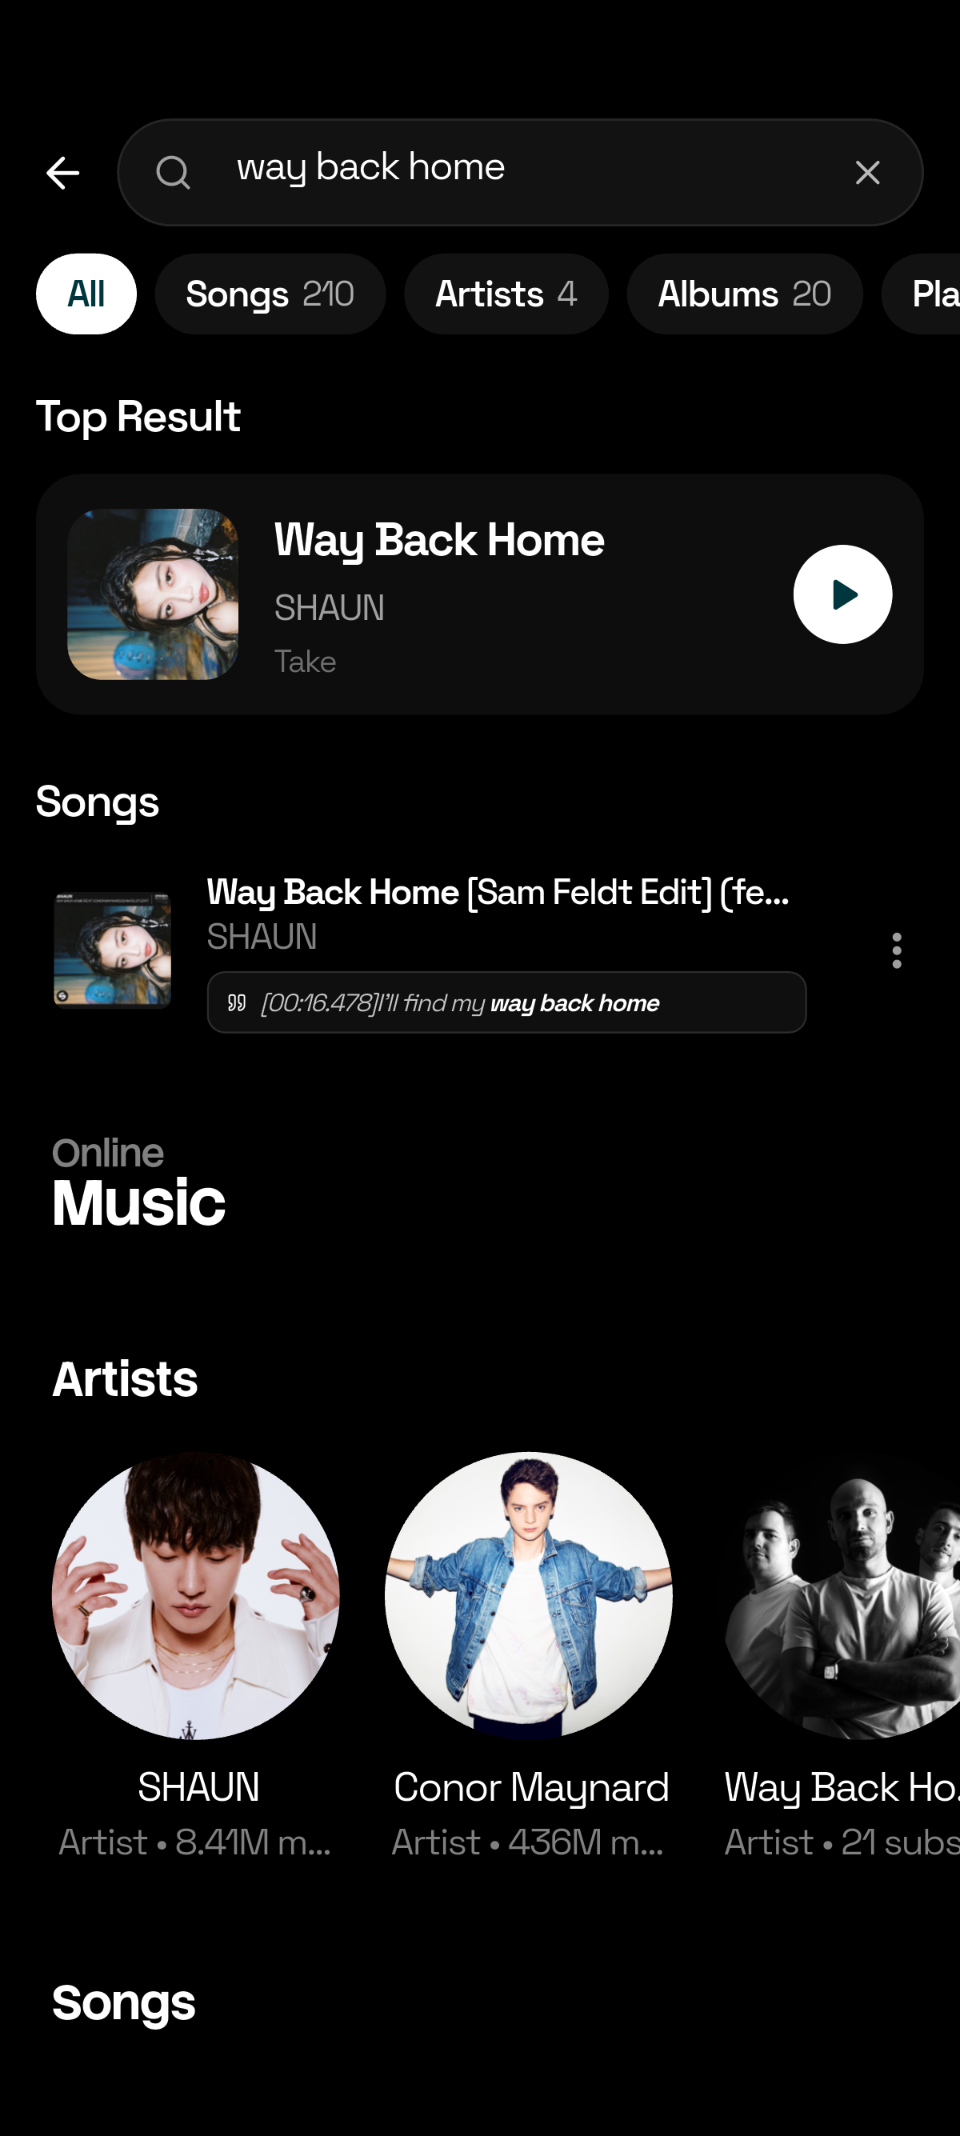 way back home
All
Songs 210
Artists 4
Albums 20
Pla
Top Result
Way Back Home
SHAUN
Take
Songs
Way Back Home [Sam Feldt Edit] (fe...
SHAUN
[00:16.478]I'll find my way back home
Online
Music
Artists
SHAUN
Conor Maynard
Way Back Ho.
Artist • 8.41M m...
Artist • 436M m...
Artist • 21 subs
Songs